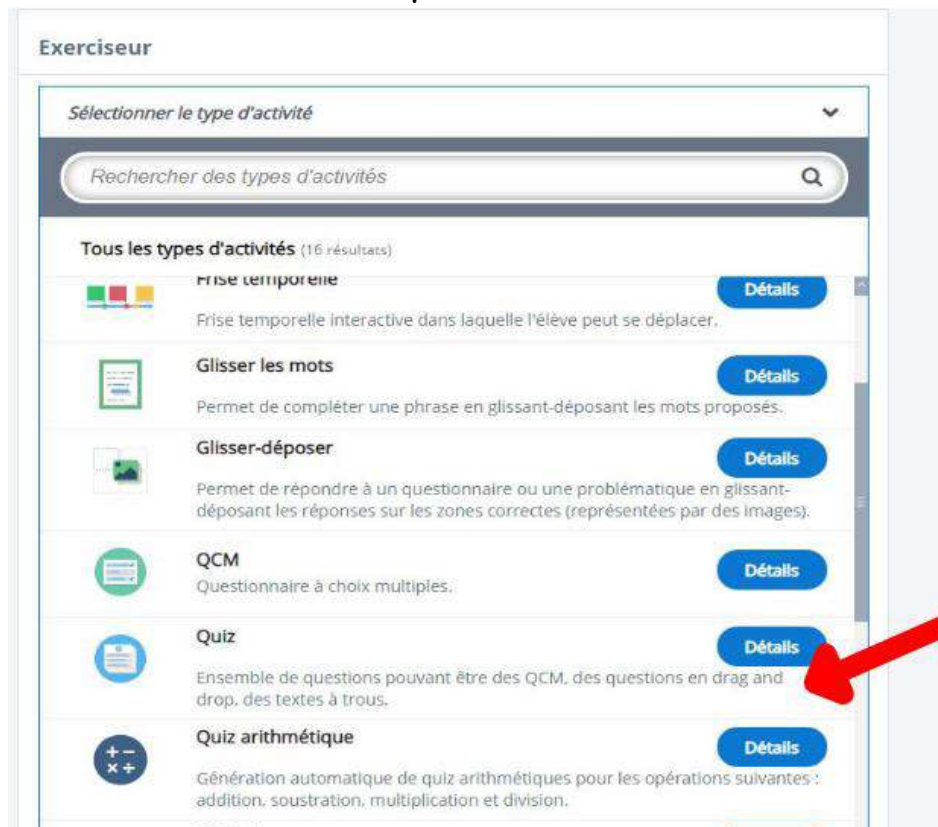 Exerciseur
Sélectionner le type d'activité
Rechercher des types d'activités
Tous les types d'activités (16 résultats)
Frise temporelle
Détails
Frise temporelle interactive dans laquelle l'élève peut se déplacer.
Glisser les mots
Détails
Permet de compléter une phrase en glissant-déposant les mots proposés.
Glisser-déposer
Détails
Permet de répondre à un questionnaire ou une problématique en glissant-
déposant les réponses sur les zones correctes (représentées par des images).
QCM
Détails
Questionnaire à choix multiples.
Quiz
Détails
Ensemble de questions pouvant être des QCM, des questions en drag and
drop, des textes à trous.
Quiz arithmétique
Détails
Génération automatique de quiz arithmétiques pour les opérations suivantes :
addition, soustration, multiplication et division.